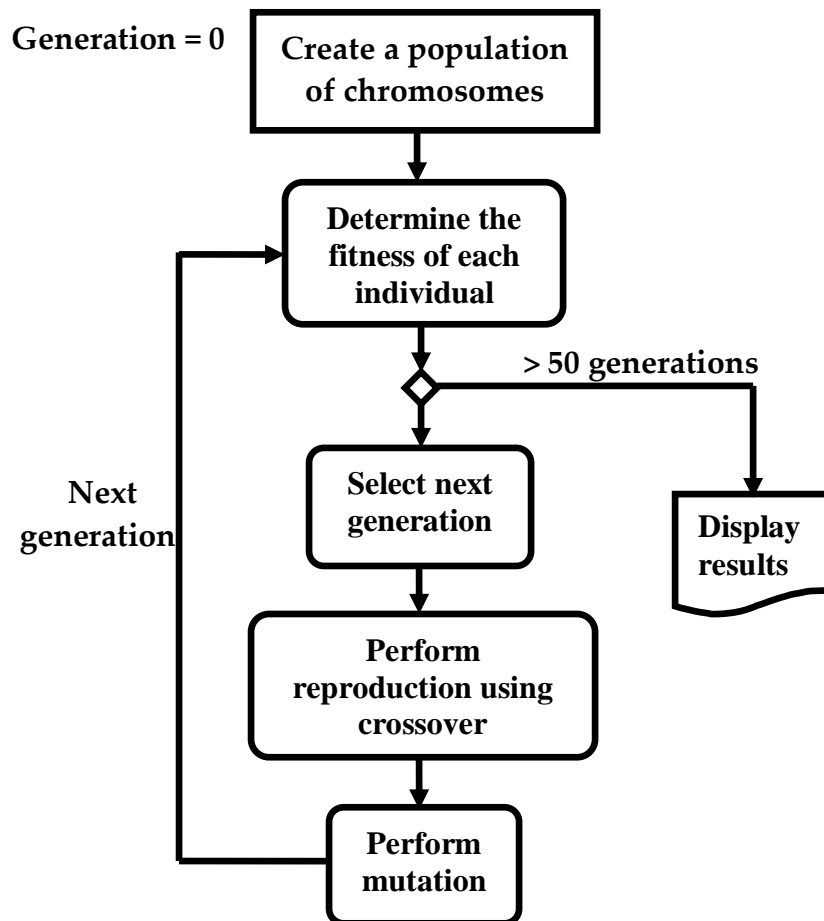 Generation = 0
Create a population
of chromosomes
Determine the
fitness of each
individual
> 50 generations
Select next
generation
Next
generation
Display
results
Perform
reproduction using
crossover
Perform
mutation